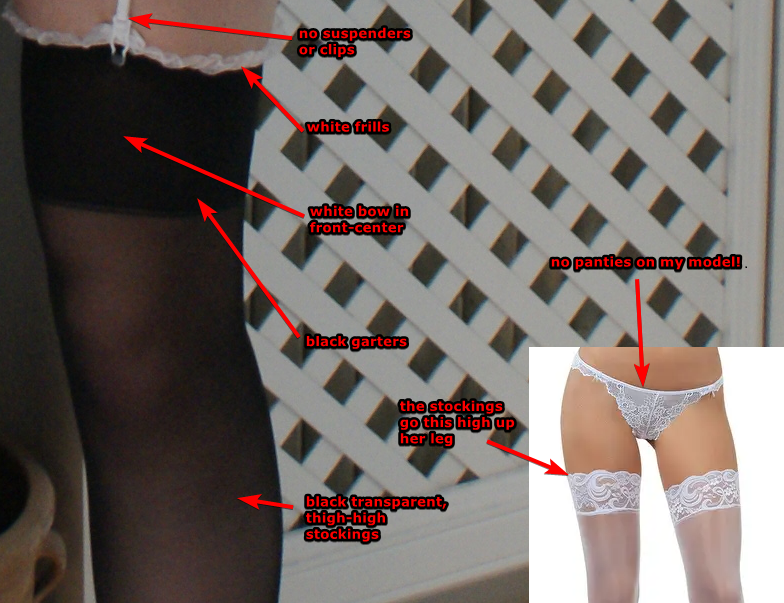 no suspenders
or clips
white frills
white bow in
front-center
no panties on my model! .
black garters
the stockings
go this high up
her leg
black transparent,
thigh-high
stockings